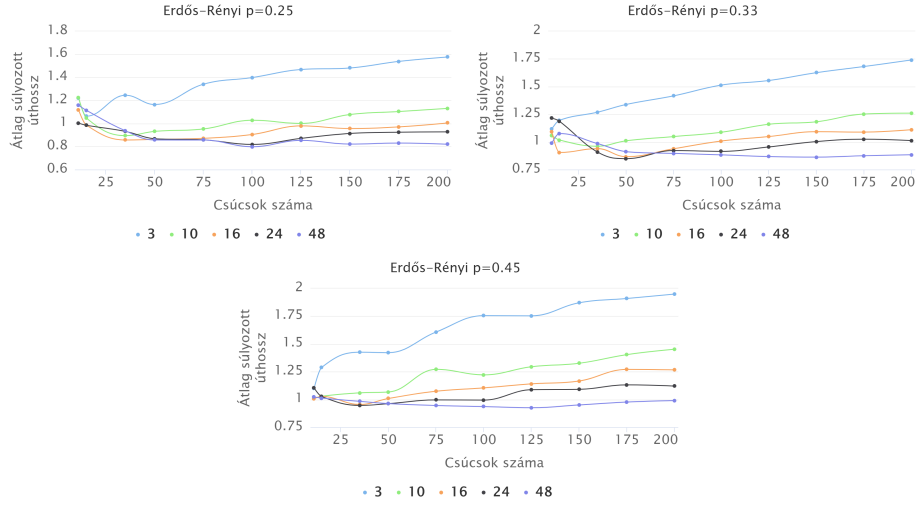 Erdős–Rényi p=0.25
Átlag súlyozott
úthossz
1.8
1.6
1.4
1.2
1
0.8
0.6
25 50 75 100 125 150 175 200
Csúcsok száma
3 10 16 24 48
Erdős–Rényi p=0.33
Átlag súlyozott
úthossz
2
1.75
1.5
1.25
1
0.75
25 50 75 100 125 150 175 200
Csúcsok száma
3 10 16 24 48
Erdős–Rényi p=0.45
Átlag súlyozott
úthossz
2
1.75
1.5
1.25
1
0.75
25 50 75 100 125 150 175 200
Csúcsok száma
3 10 16 24 48